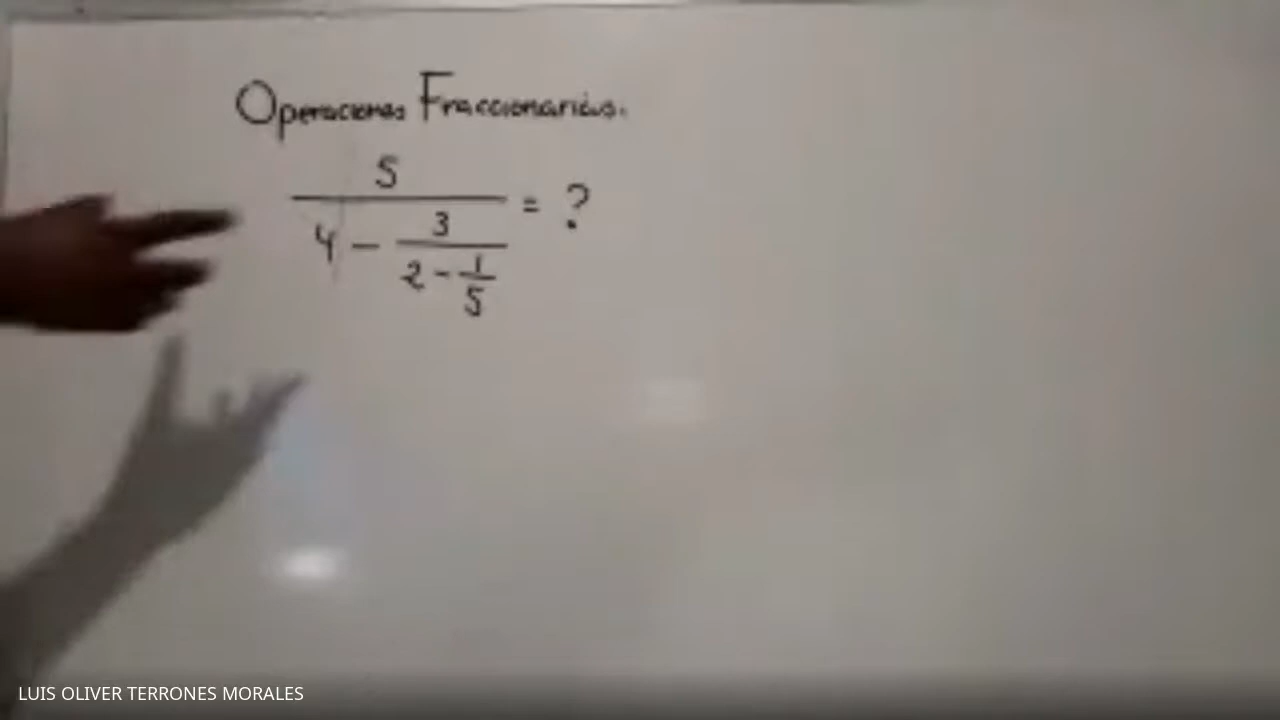 Operaciones Fraccionarias.
5
4 - 3 = ?
2 - 1
5
LUIS OLIVER TERRONES MORALES